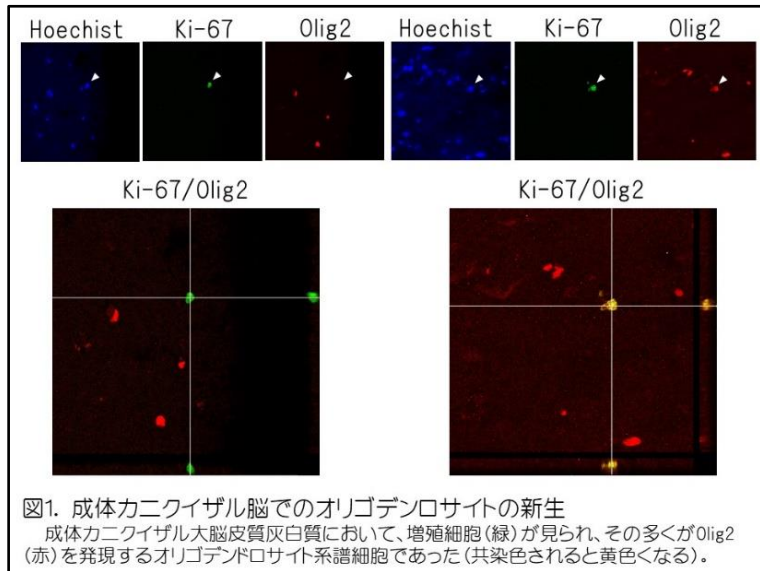 Hoechist Ki-67 Olig2 Hoechist Ki-67 Olig2
Ki-67/Olig2 Ki-67/Olig2
図1. 成体カニクイザル脳でのオリゴデンロサイトの新生
成体カニクイザル大脳皮質灰白質において、増殖細胞(緑)が見られ、その多くがOlig2
(赤)を発現するオリゴデンドロサイト系譜細胞であった(共染色されると黄色くなる)。